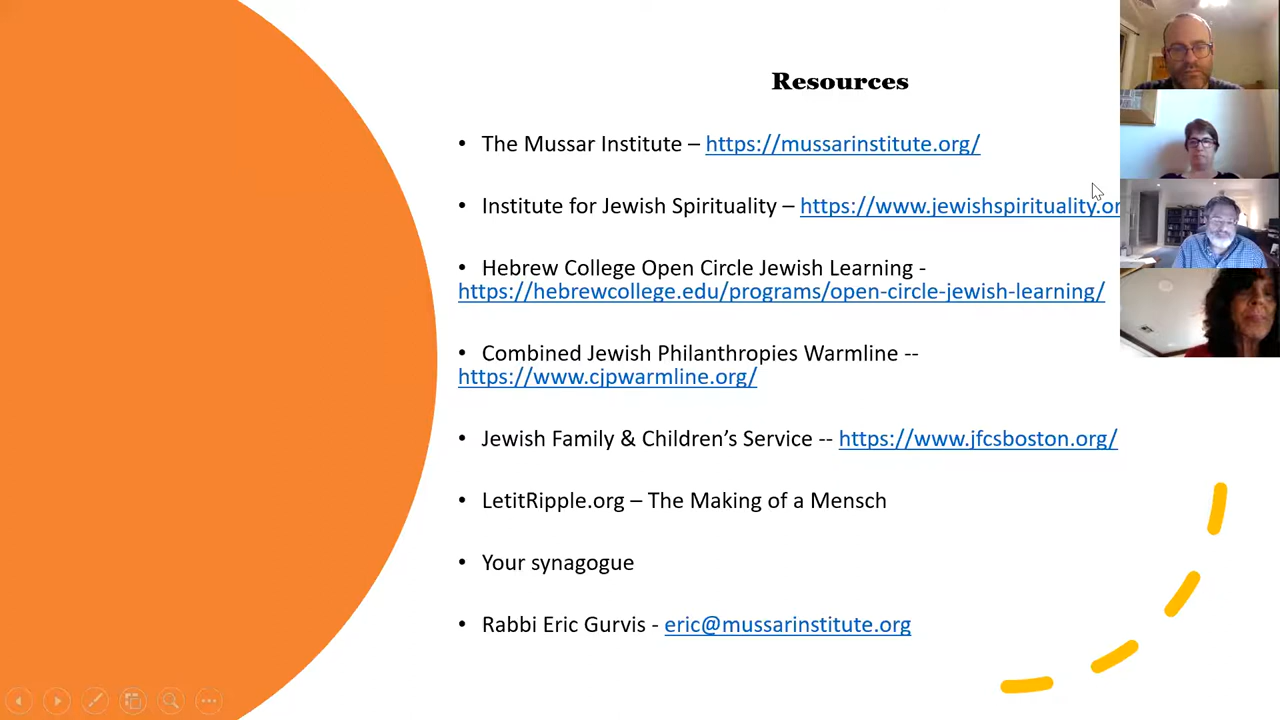 Resources
• The Mussar Institute – https://mussarinstitute.org/
• Institute for Jewish Spirituality – https://www.jewishspirituality.or
• Hebrew College Open Circle Jewish Learning -
https://hebrewcollege.edu/programs/open-circle-jewish-learning/
• Combined Jewish Philanthropies Warmline --
https://www.cjpwarmline.org/
• Jewish Family & Children’s Service -- https://www.jfcsboston.org/
• LetitRipple.org – The Making of a Mensch
• Your synagogue
• Rabbi Eric Gurvis - eric@mussarinstitute.org